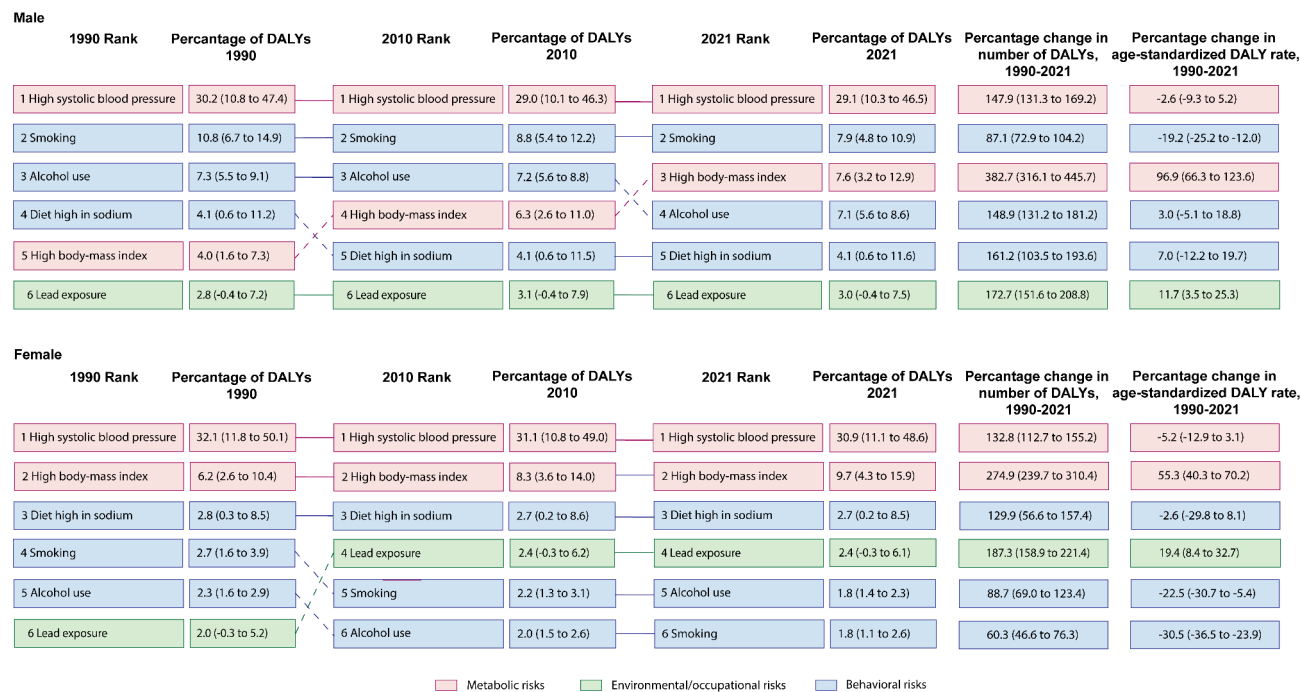 Male
1990 Rank Percantage of DALYs 2010 Rank Percentage of DALYs 2021 Rank Percentage of DALYs Percentage change in Percentage change in
1990 2010 2021 number of DALYs, age-standardized DALY rate,
1990-2021 1990-2021
1 High systolic blood pressure 30.2 (10.8 to 47.4) 1 High systolic blood pressure 29.0 (10.1 to 46.3) 1 High systolic blood pressure 29.1 (10.3 to 46.5) 147.9 (131.3 to 169.2) -2.6 (-9.3 to 5.2)
2 Smoking 10.8 (6.7 to 14.9) 2 Smoking 8.8 (5.4 to 12.2) 2 Smoking 7.9 (4.8 to 10.9) 87.1 (72.9 to 104.2) -19.2 (-25.2 to -12.0)
3 Alcohol use 7.3 (5.5 to 9.1) 3 Alcohol use 7.2 (5.6 to 8.8) 3 High body-mass index 7.6 (3.2 to 12.9) 382.7 (316.1 to 445.7) 96.9 (66.3 to 123.6)
4 Diet high in sodium 4.1 (0.6 to 11.2) 4 High body-mass index 6.3 (2.6 to 11.0) 4 Alcohol use 7.1 (5.6 to 8.6) 148.9 (131.2 to 181.2) 3.0 (-5.1 to 18.8)
5 High body-mass index 4.0 (1.6 to 7.3) 5 Diet high in sodium 4.1 (0.6 to 11.5) 5 Diet high in sodium 4.1 (0.6 to 11.6) 161.2 (103.5 to 193.6) 7.0 (-12.2 to 19.7)
6 Lead exposure 2.8 (-0.4 to 7.2) 6 Lead exposure 3.1 (-0.4 to 7.9) 6 Lead exposure 3.0 (-0.4 to 7.5) 172.7 (151.6 to 208.8) 11.7 (3.5 to 25.3)
Female
1990 Rank Percentage of DALYs 2010 Rank Percentage of DALYs 2021 Rank Percentage of DALYs Percentage change in Percentage change in
1990 2010 2021 number of DALYs, age-standardized DALY rate,
1990-2021 1990-2021
1 High systolic blood pressure 32.1 (11.8 to 50.1) 1 High systolic blood pressure 31.1 (10.8 to 49.0) 1 High systolic blood pressure 30.9 (11.1 to 48.6) 132.8 (112.7 to 155.2) -5.2 (-12.9 to 3.1)
2 High body-mass index 6.2 (2.6 to 10.4) 2 High body-mass index 8.3 (3.6 to 14.0) 2 High body-mass index 9.7 (4.3 to 15.9) 274.9 (239.7 to 310.4) 55.3 (40.3 to 70.2)
3 Diet high in sodium 2.8 (0.3 to 8.5) 3 Diet high in sodium 2.7 (0.2 to 8.6) 3 Diet high in sodium 2.7 (0.2 to 8.5) 129.9 (56.6 to 157.4) -2.6 (-29.8 to 8.1)
4 Smoking 2.7 (1.6 to 3.9) 4 Lead exposure 2.4 (-0.3 to 6.2) 4 Lead exposure 2.4 (-0.3 to 6.1) 187.3 (158.9 to 221.4) 19.4 (8.4 to 32.7)
5 Alcohol use 2.3 (1.6 to 2.9) 5 Smoking 2.2 (1.3 to 3.1) 5 Alcohol use 1.8 (1.4 to 2.3) 88.7 (69.0 to 123.4) -22.5 (-30.7 to -5.4)
6 Lead exposure 2.0 (-0.3 to 5.2) 6 Alcohol use 2.0 (1.5 to 2.6) 6 Smoking 1.8 (1.1 to 2.6) 60.3 (46.6 to 76.3) -30.5 (-36.5 to -23.9)
Metabolic risks Environmental/occupational risks Behavioral risks